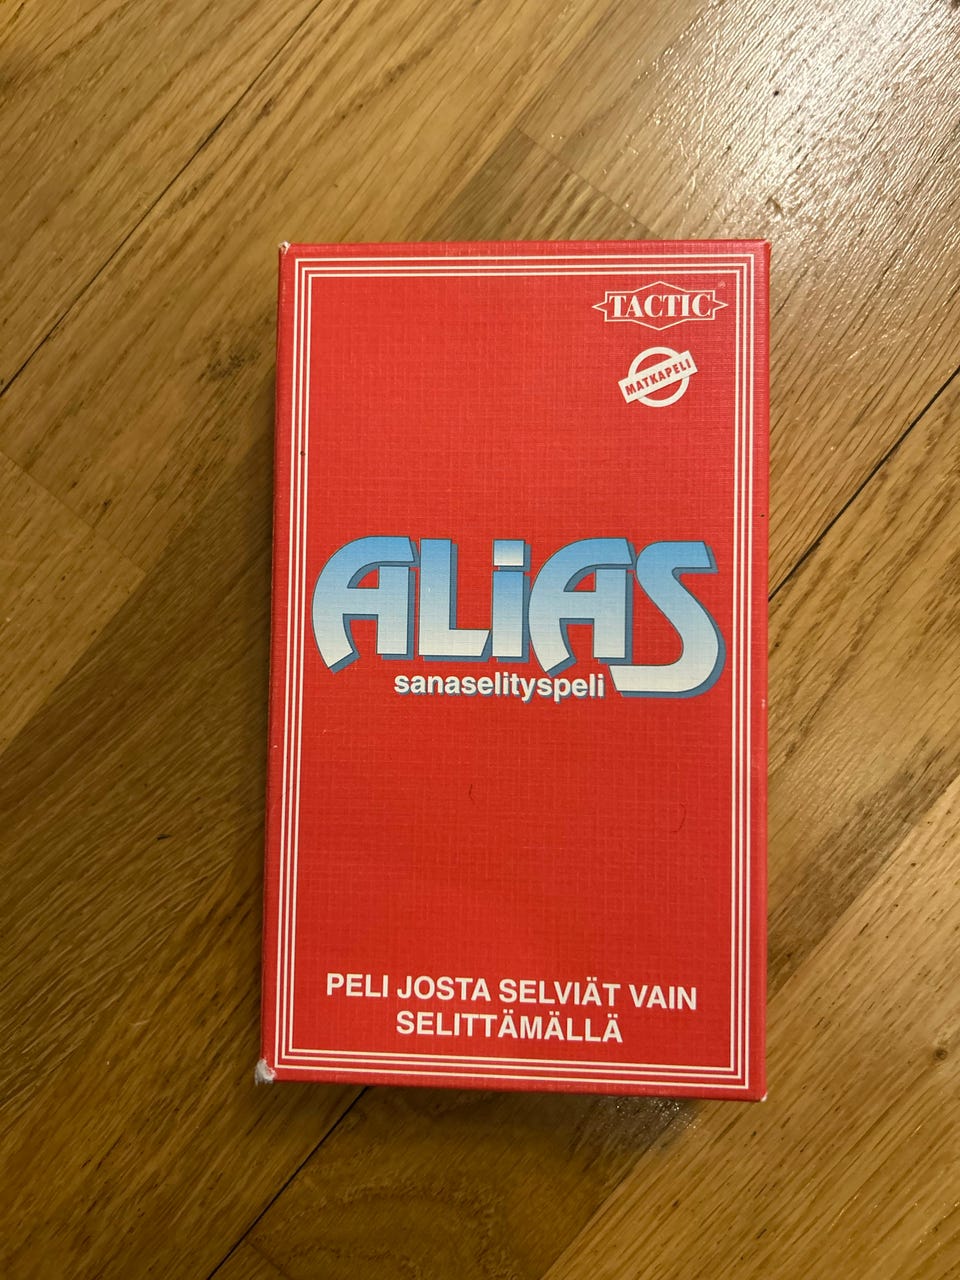 TACTIC
MATKAPELI
ALiAS
sanaselityspeli
PELI JOSTA SELVIÄT VAIN
SELITTÄMÄLLÄ